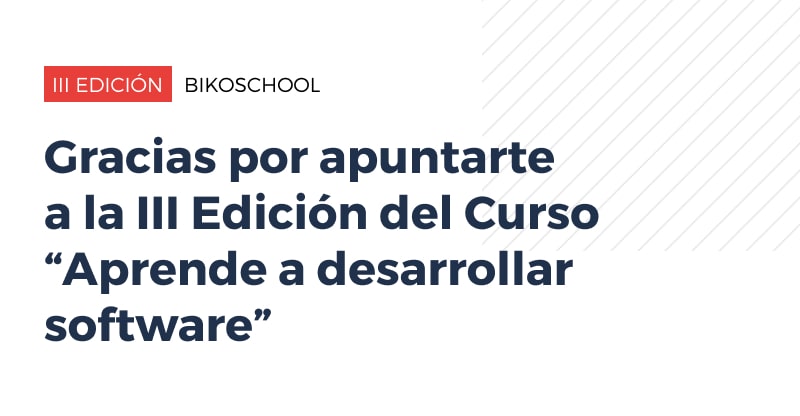 III EDICIÓN BIKOSCHOOL
Gracias por apuntarte
a la III Edición del Curso
“Aprende a desarrollar
software”